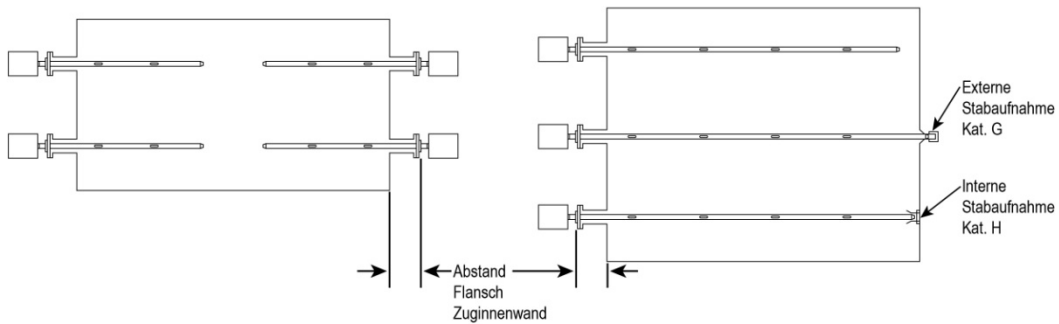 Externe
Stabaufnahme
Kat. G
Interne
Stabaufnahme
Kat. H
Abstand
Flansch
Zuginnenwand